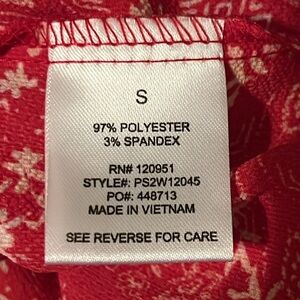 S
97% POLYESTER
3% SPANDEX
RN# 120951
STYLE#: PS2W12045
PO#: 448713
MADE IN VIETNAM
SEE REVERSE FOR CARE